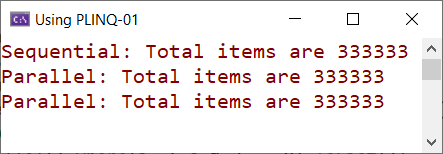 Using PLINQ-01
Sequential: Total items are 333333
Parallel: Total items are 333333
Parallel: Total items are 333333